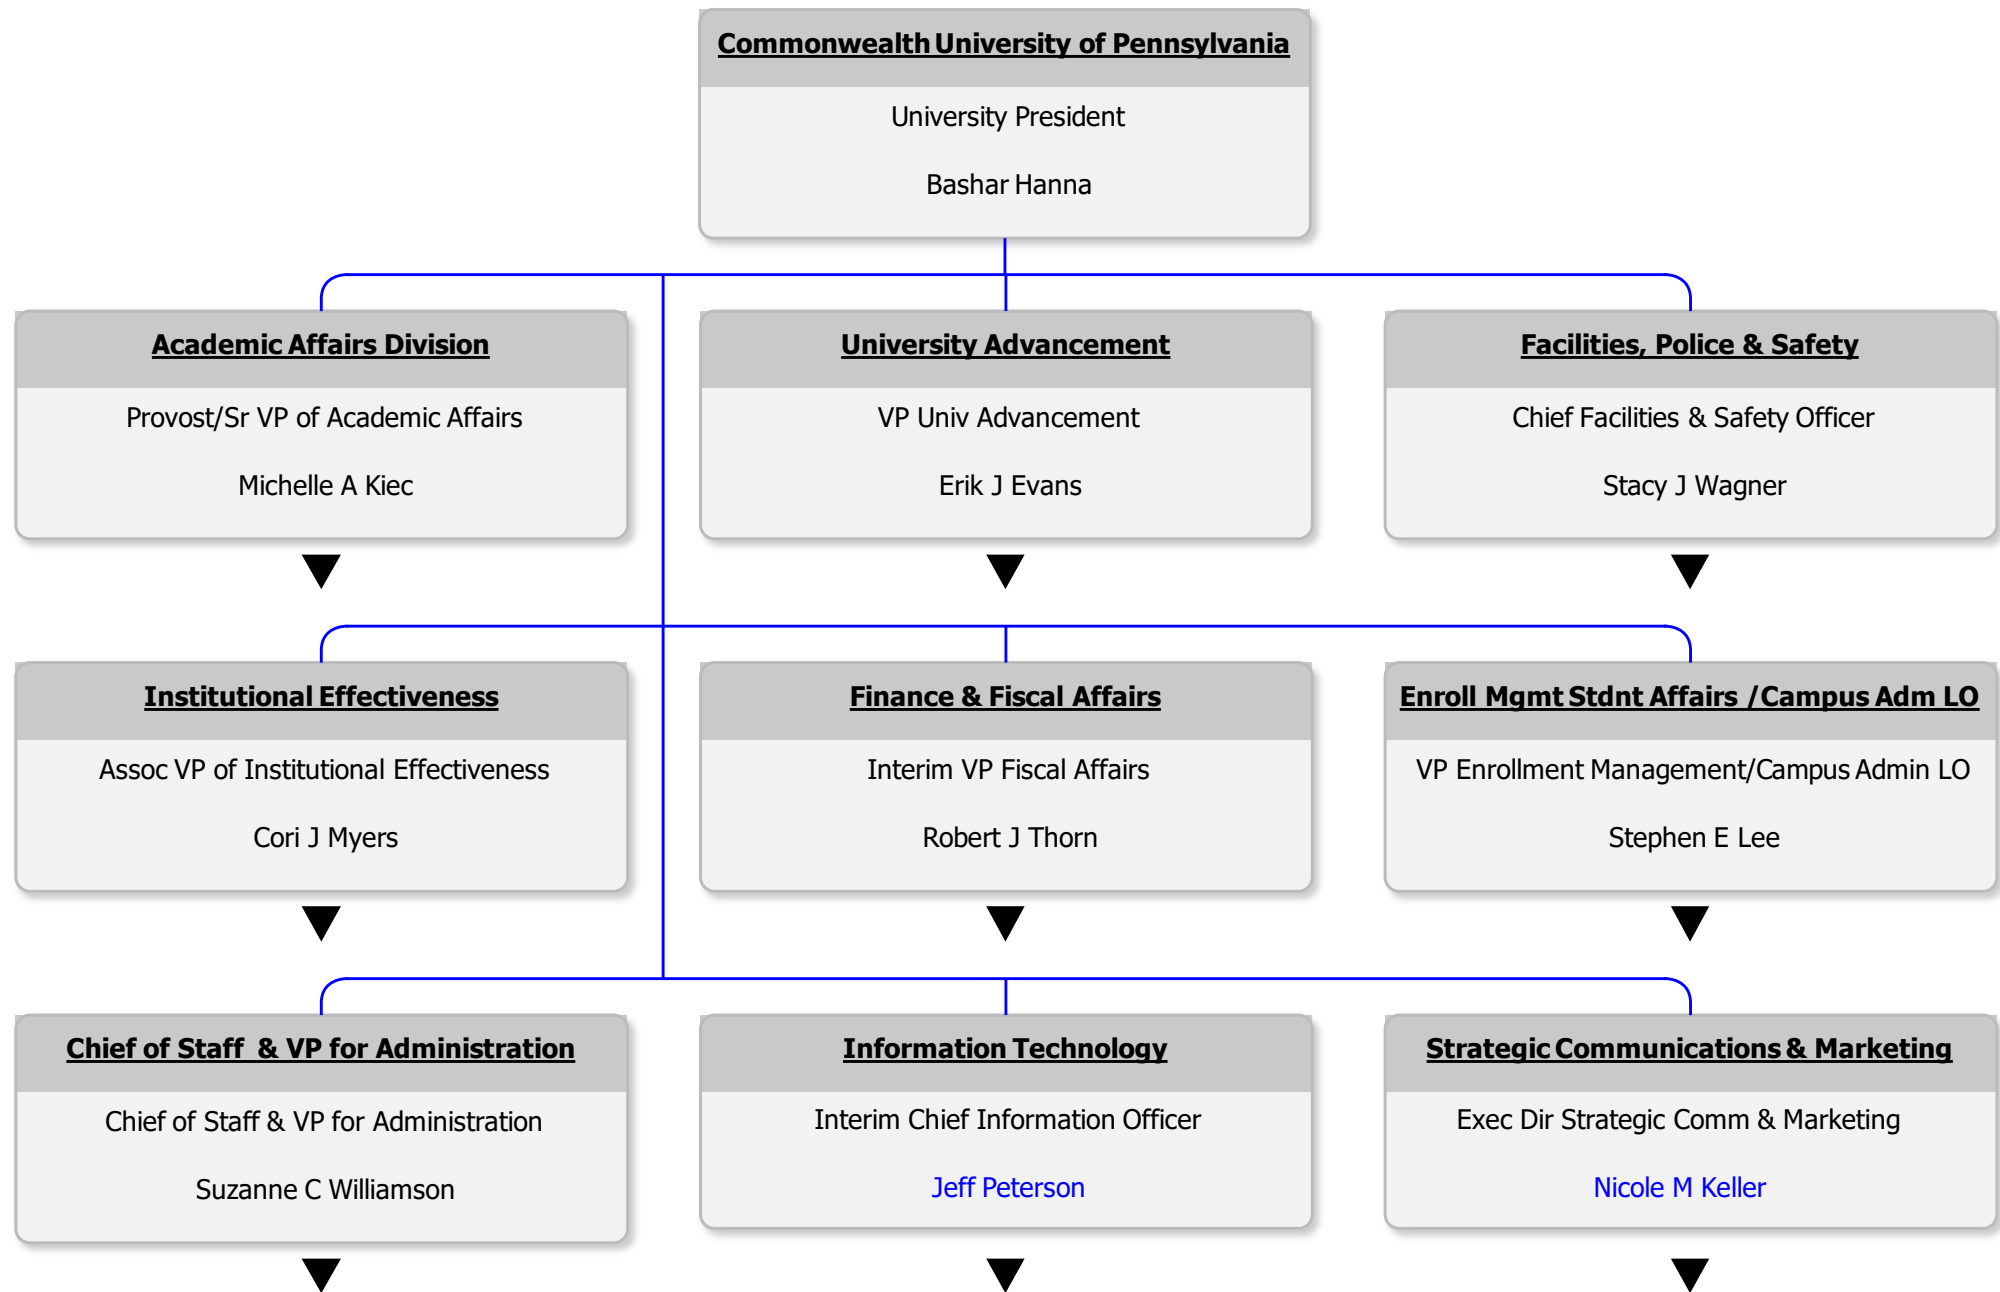 Commonwealth University of Pennsylvania
University President
Bashar Hanna
Academic Affairs Division
Provost/Sr VP of Academic Affairs
Michelle A Kiec
University Advancement
VP Univ Advancement
Erik J Evans
Facilities, Police & Safety
Chief Facilities & Safety Officer
Stacy J Wagner
Institutional Effectiveness
Assoc VP of Institutional Effectiveness
Cori J Myers
Finance & Fiscal Affairs
Interim VP Fiscal Affairs
Robert J Thorn
Enroll Mgmt Stdnt Affairs /Campus Adm LO
VP Enrollment Management/Campus Admin LO
Stephen E Lee
Chief of Staff & VP for Administration
Chief of Staff & VP for Administration
Suzanne C Williamson
Information Technology
Interim Chief Information Officer
Jeff Peterson
Strategic Communications & Marketing
Exec Dir Strategic Comm & Marketing
Nicole M Keller